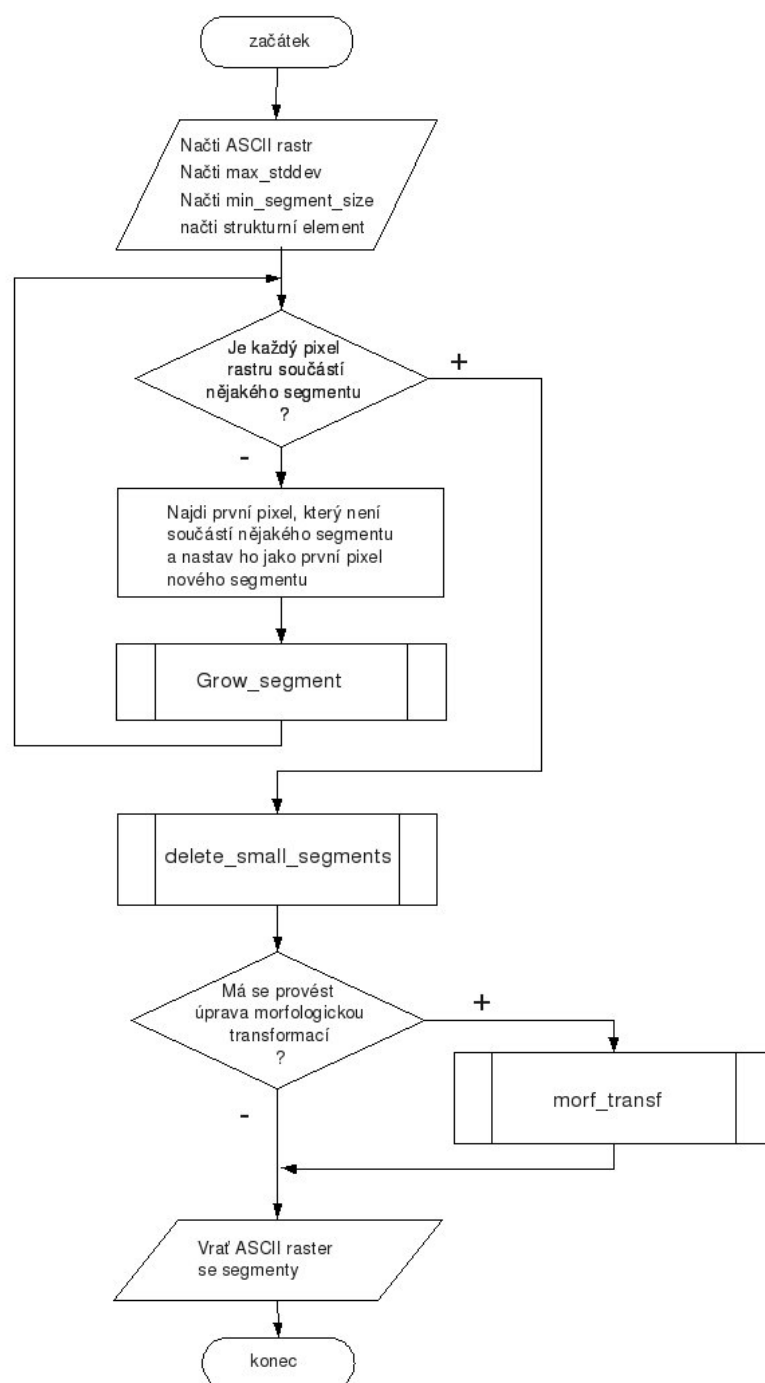 začátek
Načti ASCII rastr
Načti max_stddev
Načti min_segment_size
načti strukturní element
Je každý pixel
rastru součástí
nějakého segmentu
?
+
-
Najdi první pixel, který není
součástí nějakého segmentu
a nastav ho jako první pixel
nového segmentu
Grow_segment
delete_small_segments
Má se provést
úprava morfologickou
transformací
?
+
-
morf_transf
Vrať ASCII raster
se segmenty
konec